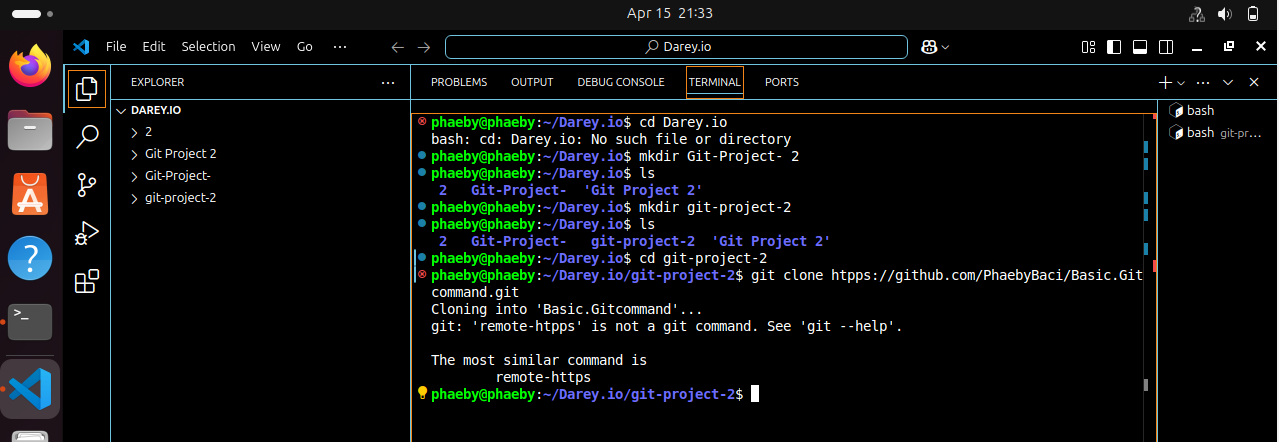 Apr 15 21:33
File Edit Selection View Go ··· Darey.io
EXPLORER ···
DAREY.IO
2
Git Project 2
Git-Project-
git-project-2
PROBLEMS OUTPUT DEBUG CONSOLE TERMINAL PORTS
phaeby@phaeby:~/Darey.io$ cd Darey.io
bash: cd: Darey.io: No such file or directory
phaeby@phaeby:~/Darey.io$ mkdir Git-Project- 2
phaeby@phaeby:~/Darey.io$ ls
2 Git-Project- 'Git Project 2'
phaeby@phaeby:~/Darey.io$ mkdir git-project-2
phaeby@phaeby:~/Darey.io$ ls
2 Git-Project- git-project-2 'Git Project 2'
phaeby@phaeby:~/Darey.io$ cd git-project-2
phaeby@phaeby:~/Darey.io/git-project-2$ git clone htpps://github.com/PhaebyBaci/Basic.Git
command.git
Cloning into 'Basic.Gitcommand'...
git: 'remote-htpps' is not a git command. See 'git --help'.
The most similar command is
remote-https
phaeby@phaeby:~/Darey.io/git-project-2$
bash
bash git-pr...